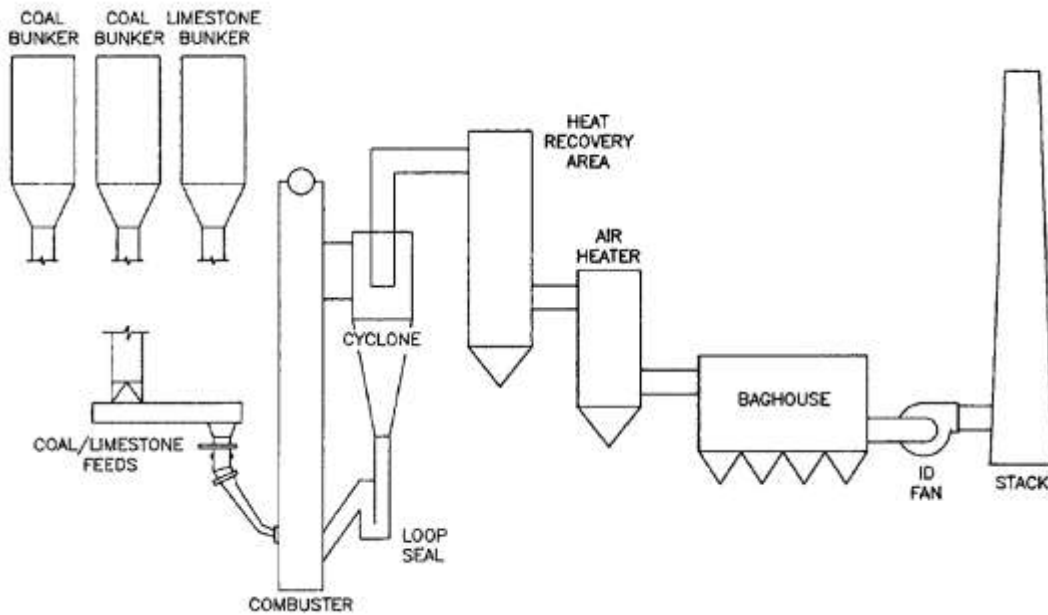 COAL
BUNKER
COAL
BUNKER
LIMESTONE
BUNKER
HEAT
RECOVERY
AREA
AIR
HEATER
CYCLONE
BAGHOUSE
COAL/LIMESTONE
FEEDS
ID
FAN
STACK
LOOP
SEAL
COMBUSTER